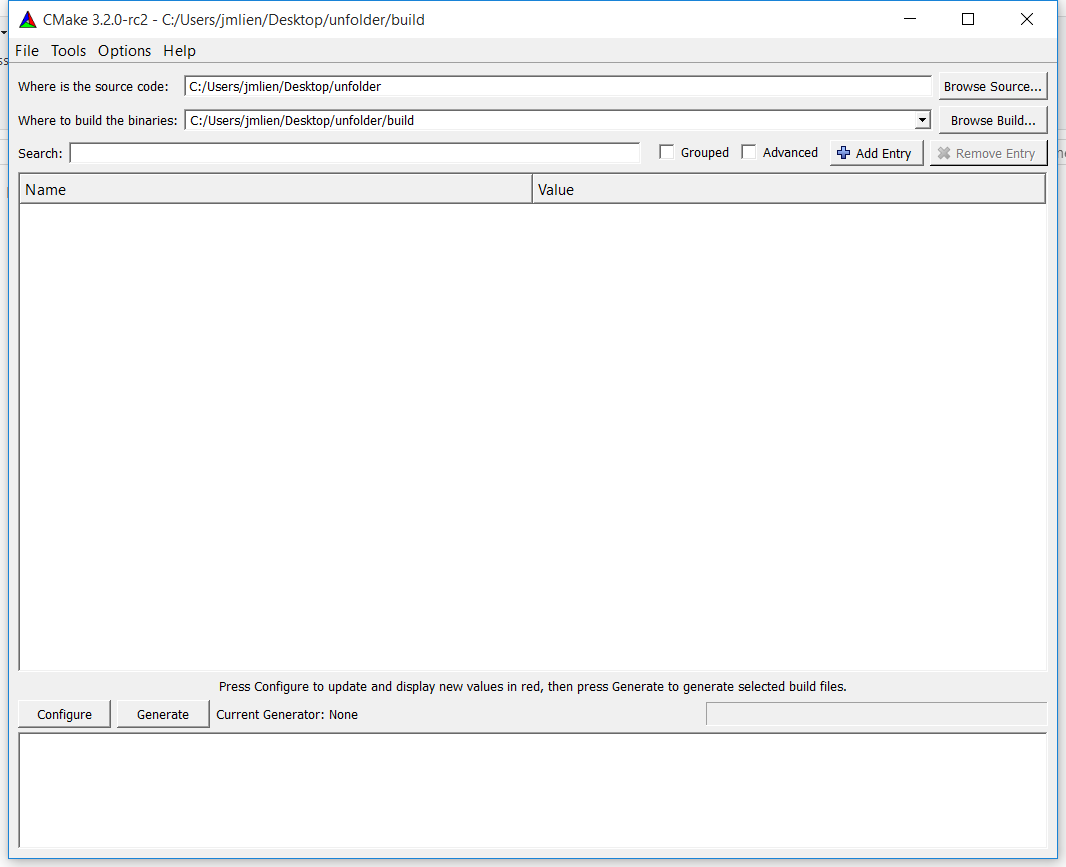 CMake 3.2.0-rc2 - C:/Users/jmlien/Desktop/unfolder/build
File Tools Options Help
Where is the source code: C:/Users/jmlien/Desktop/unfolder Browse Source...
Where to build the binaries: C:/Users/jmlien/Desktop/unfolder/build Browse Build...
Search: Grouped Advanced Add Entry Remove Entry
Name Value
Press Configure to update and display new values in red, then press Generate to generate selected build files.
Configure Generate Current Generator: None